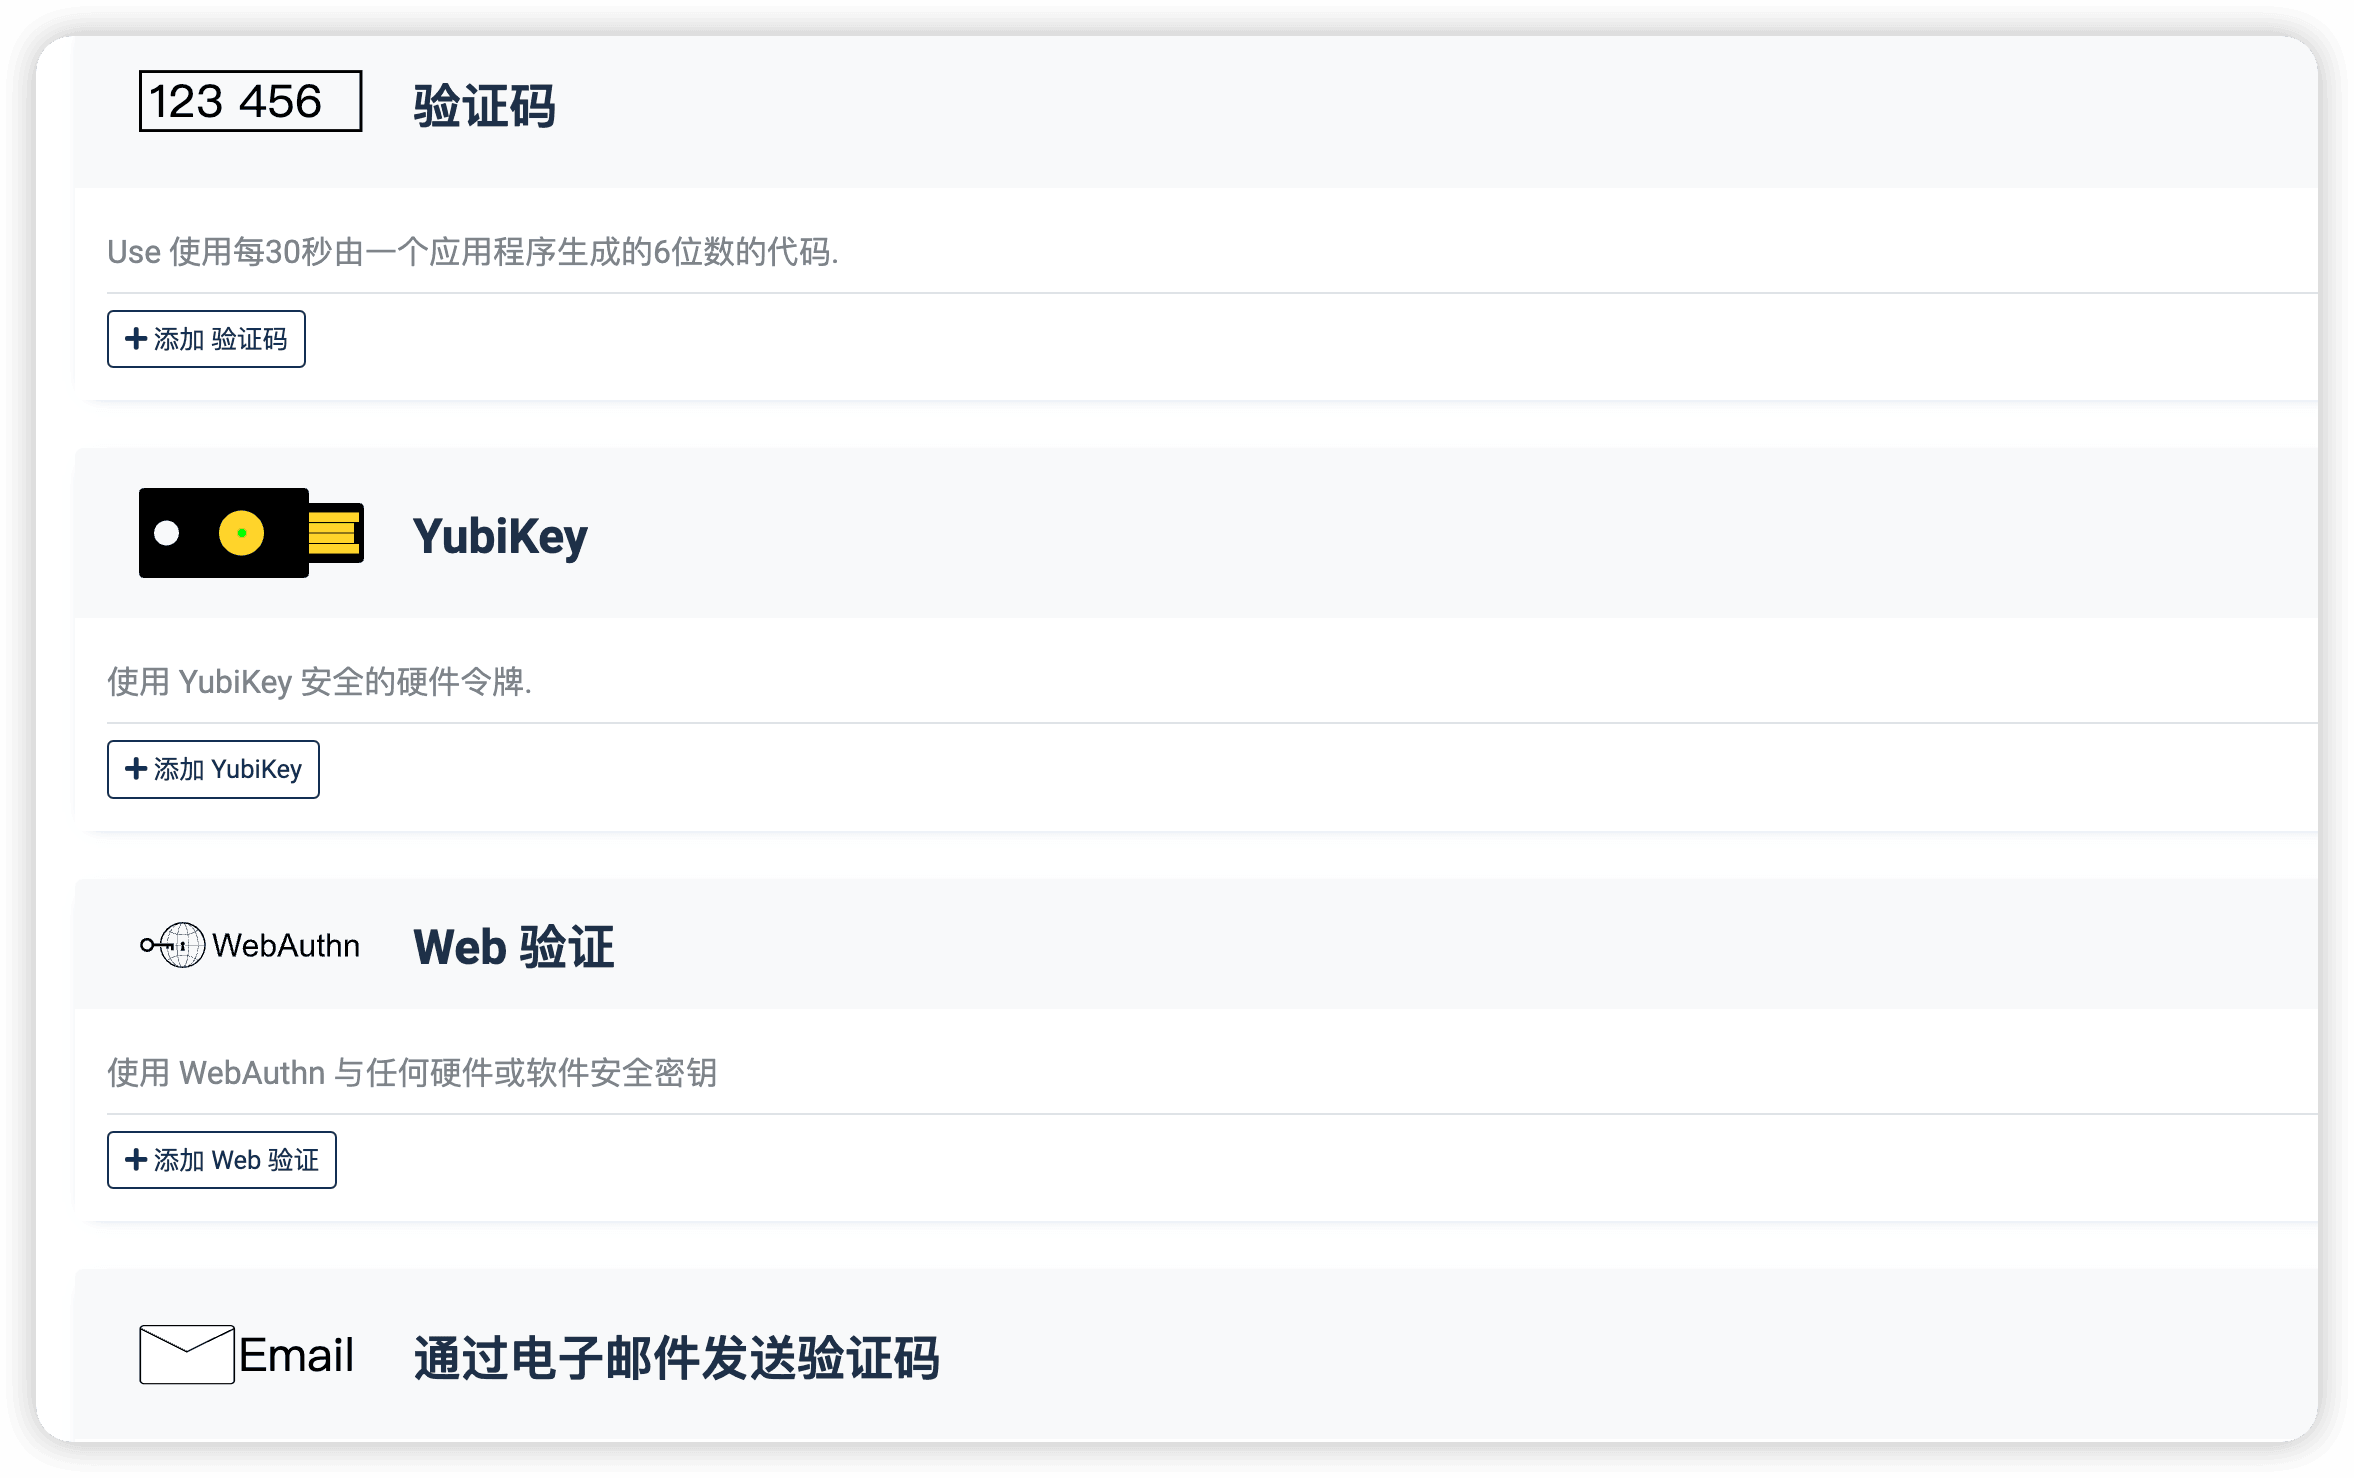 123 456
验证码
Use 使用每30秒由一个应用程序生成的6位数的代码.
添加 验证码
YubiKey
使用 YubiKey 安全的硬件令牌.
添加 YubiKey
WebAuthn
Web 验证
使用 WebAuthn 与任何硬件或软件安全密钥
添加 Web 验证
Email
通过电子邮件发送验证码